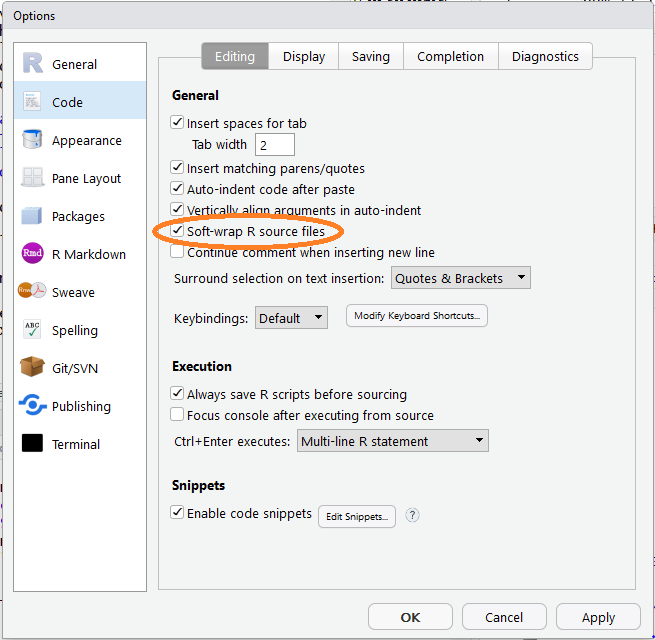 Options
General
Code
Appearance
Pane Layout
Packages
Rmd R Markdown
Rnw Sweave
ABC Spelling
Git/SVN
Publishing
Terminal
Editing Display Saving Completion Diagnostics
General
Insert spaces for tab
Tab width 2
Insert matching parens/quotes
Auto-indent code after paste
Vertically align arguments in auto-indent
Soft-wrap R source files
Continue comment when inserting new line
Surround selection on text insertion: Quotes & Brackets
Keybindings: Default Modify Keyboard Shortcuts...
Execution
Always save R scripts before sourcing
Focus console after executing from source
Ctrl+Enter executes: Multi-line R statement
Snippets
Enable code snippets Edit Snippets... ?
OK Cancel Apply